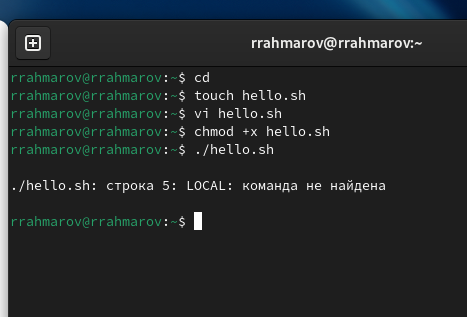 rrahmarov@rrahmarov:~
rrahmarov@rrahmarov:~$ cd
rrahmarov@rrahmarov:~$ touch hello.sh
rrahmarov@rrahmarov:~$ vi hello.sh
rrahmarov@rrahmarov:~$ chmod +x hello.sh
rrahmarov@rrahmarov:~$ ./hello.sh
./hello.sh: строка 5: LOCAL: команда не найдена
rrahmarov@rrahmarov:~$